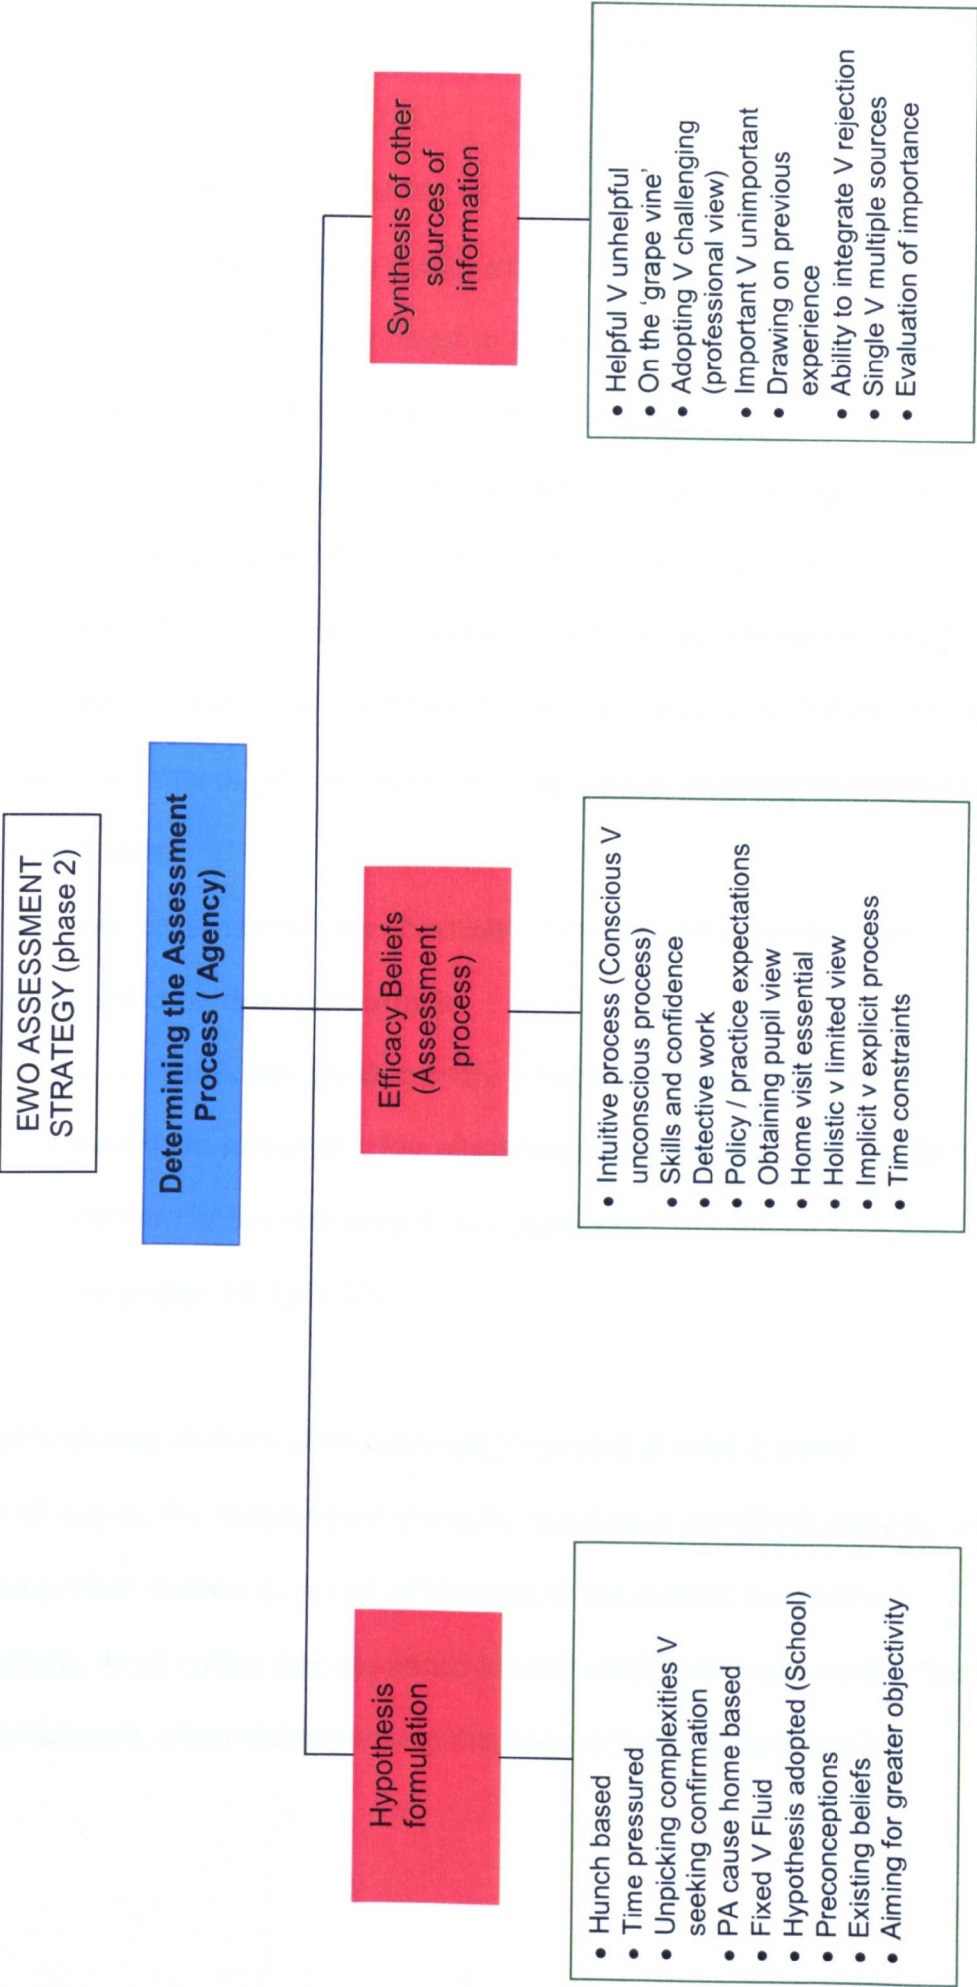 EWO ASSESSMENT
STRATEGY (phase 2)
Determining the Assessment
Process ( Agency)
Hypothesis
formulation
• Hunch based
• Time pressured
• Unpicking complexities V
seeking confirmation
• PA cause home based
• Fixed V Fluid
• Hypothesis adopted (School)
• Preconceptions
• Existing beliefs
• Aiming for greater objectivity
Efficacy Beliefs
(Assessment
process)
• Intuitive process (Conscious V
unconscious process)
• Skills and confidence
• Detective work
• Policy / practice expectations
• Obtaining pupil view
• Home visit essential
• Holistic v limited view
• Implicit v explicit process
• Time constraints
Synthesis of other
sources of
information
• Helpful V unhelpful
• On the ‘grape vine’
• Adopting V challenging
(professional view)
• Important V unimportant
• Drawing on previous
experience
• Ability to integrate V rejection
• Single V multiple sources
• Evaluation of importance